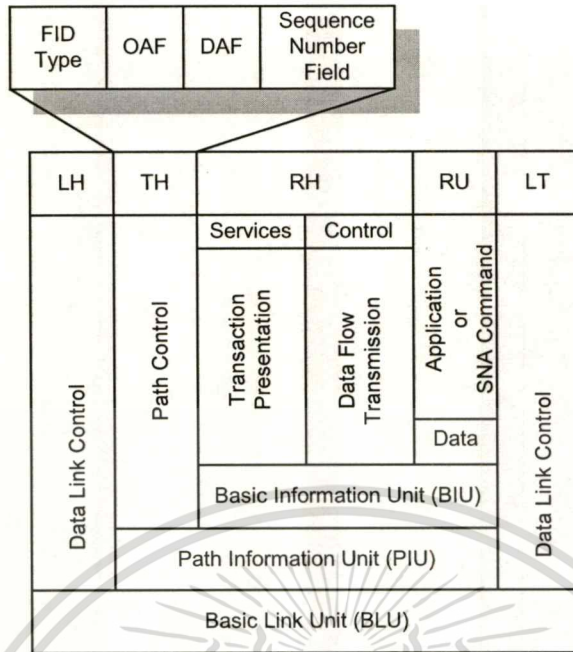 FID
Type
OAF
DAF
Sequence
Number
Field
LH
TH
RH
RU
LT
Services
Control
Data Link Control
Path Control
Transaction
Presentation
Data Flow
Transmission
Application
or
SNA Command
Data
Data Link Control
Basic Information Unit (BIU)
Path Information Unit (PIU)
Basic Link Unit (BLU)